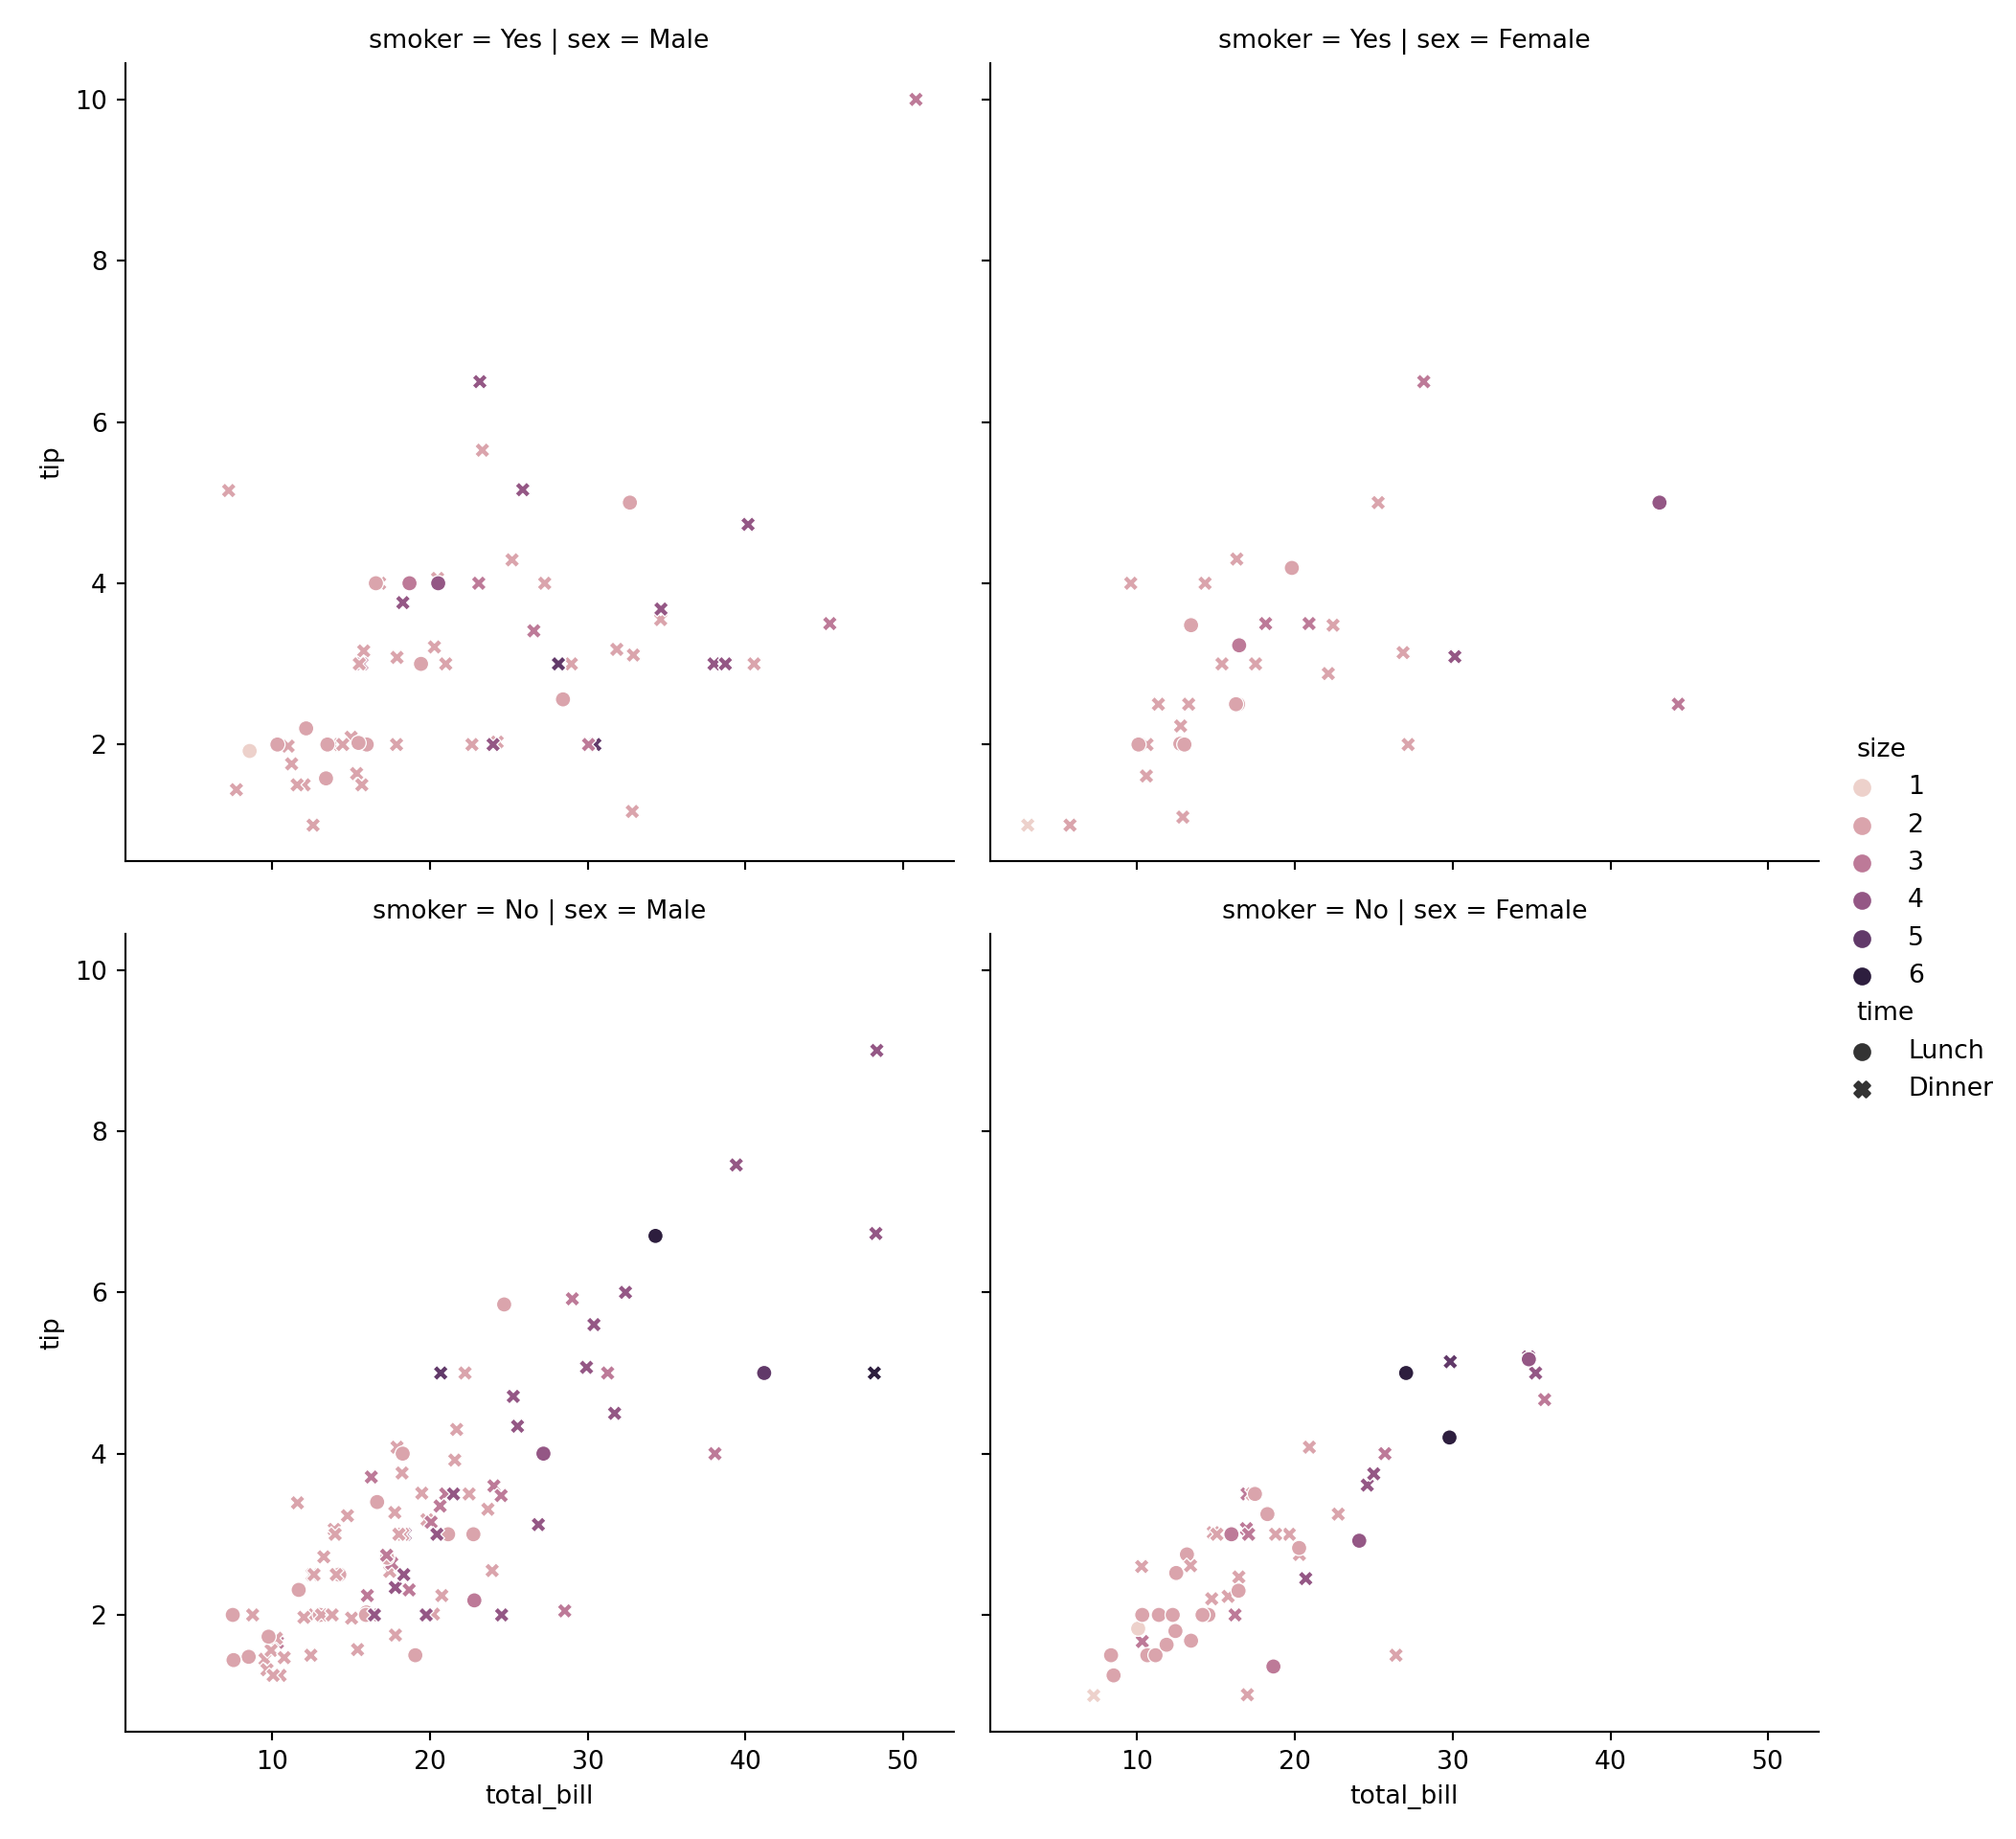 smoker = Yes | sex = Male
smoker = Yes | sex = Female
10
8
6
4
2
tip
smoker = No | sex = Male
smoker = No | sex = Female
10
8
6
4
2
tip
10 20 30 40 50
total_bill
10 20 30 40 50
total_bill
size
1
2
3
4
5
6
time
Lunch
Dinner